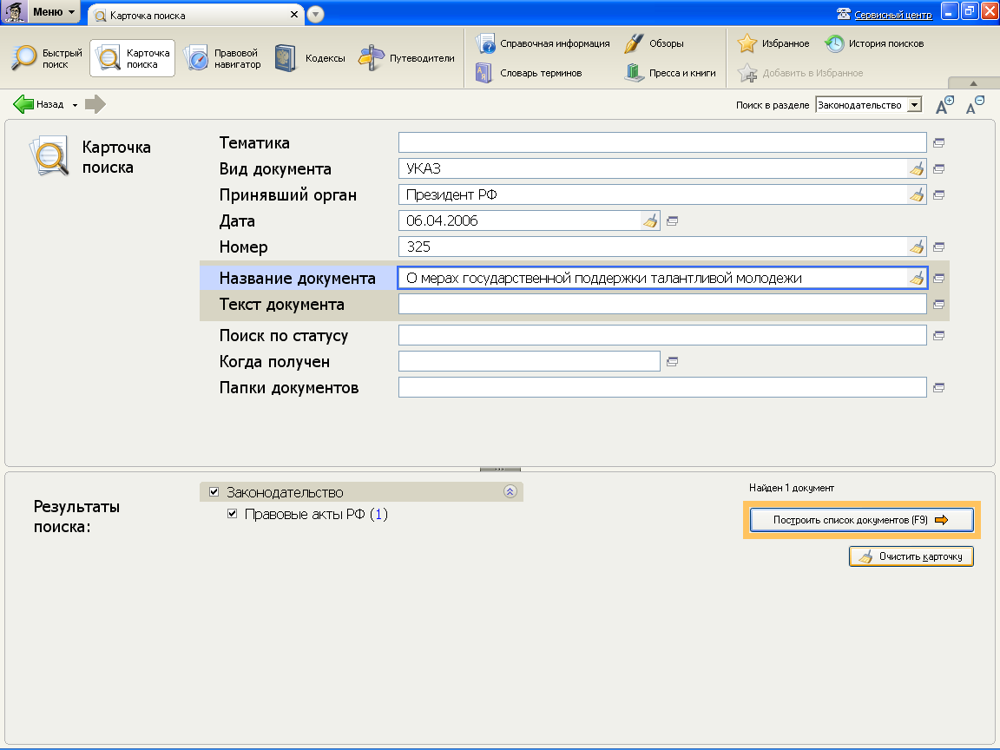 Меню
Карточка поиска
Сервисный центр
Быстрый
поиск
Карточка
поиска
Правовой
навигатор
Кодексы
Путеводители
Справочная информация
Словарь терминов
Обзоры
Пресса и книги
Избранное
История поисков
Добавить в Избранное
Назад
Поиск в разделе Законодательство
Карточка
поиска
Тематика
Вид документа УКАЗ
Принявший орган Президент РФ
Дата 06.04.2006
Номер 325
Название документа О мерах государственной поддержки талантливой молодежи
Текст документа
Поиск по статусу
Когда получен
Папки документов
Результаты
поиска:
Законодательство
Правовые акты РФ (1)
Найден 1 документ
Построить список документов (F9)
Очистить карточку